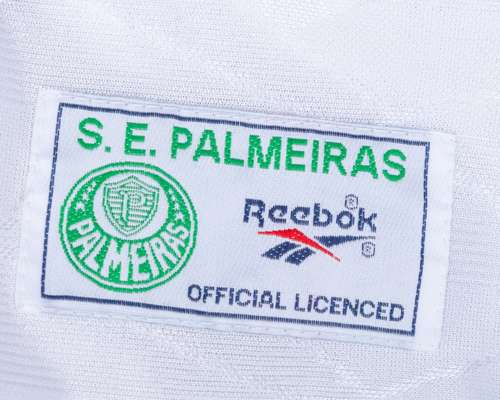 S. E. PALMEIRAS
P
PALMEIRAS
Reebok ®
®
OFFICIAL LICENCED